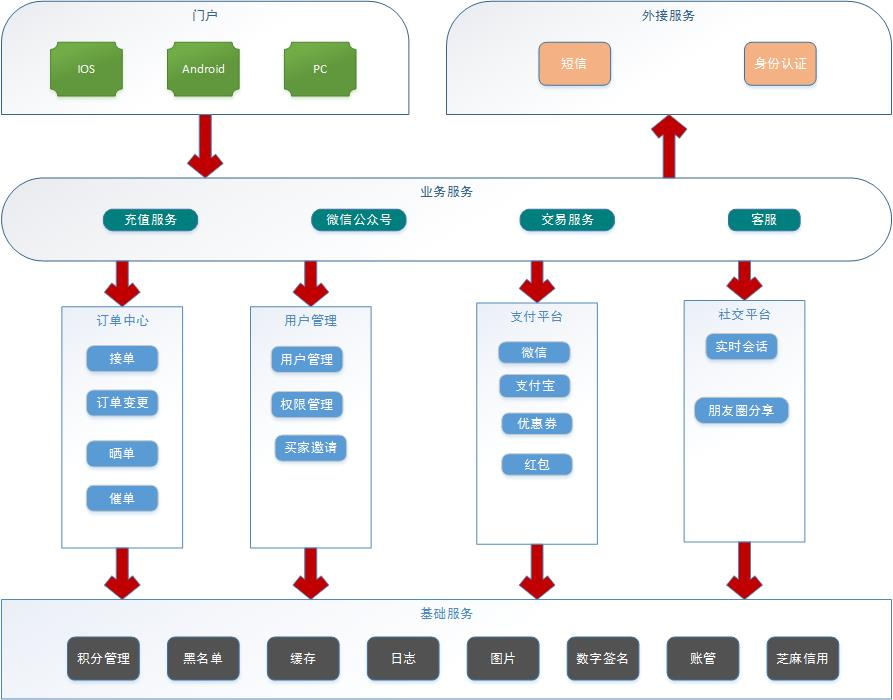 门户
IOS
Android
PC
外接服务
短信
身份认证
业务服务
充值服务
微信公众号
交易服务
客服
订单中心
接单
订单变更
晒单
催单
用户管理
用户管理
权限管理
买家邀请
支付平台
微信
支付宝
优惠券
红包
社交平台
实时会话
朋友圈分享
基础服务
积分管理
黑名单
缓存
日志
图片
数字签名
账管
芝麻信用